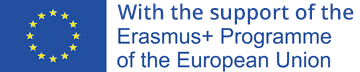 With the support of the
Erasmus+ Programme
of the European Union